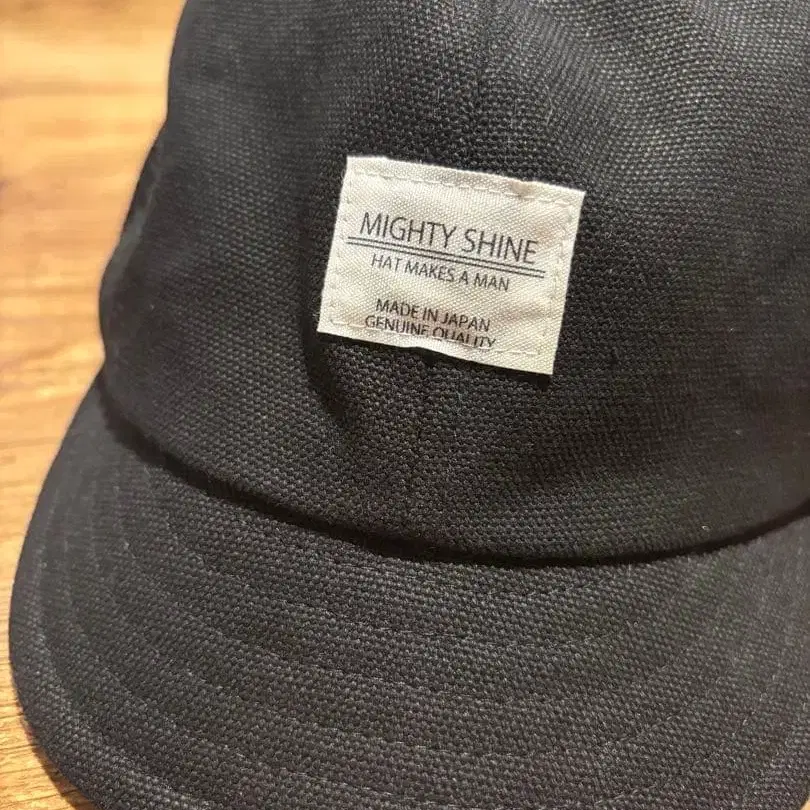 MIGHTY SHINE
HAT MAKES A MAN
MADE IN JAPAN
GENUINE QUALITY